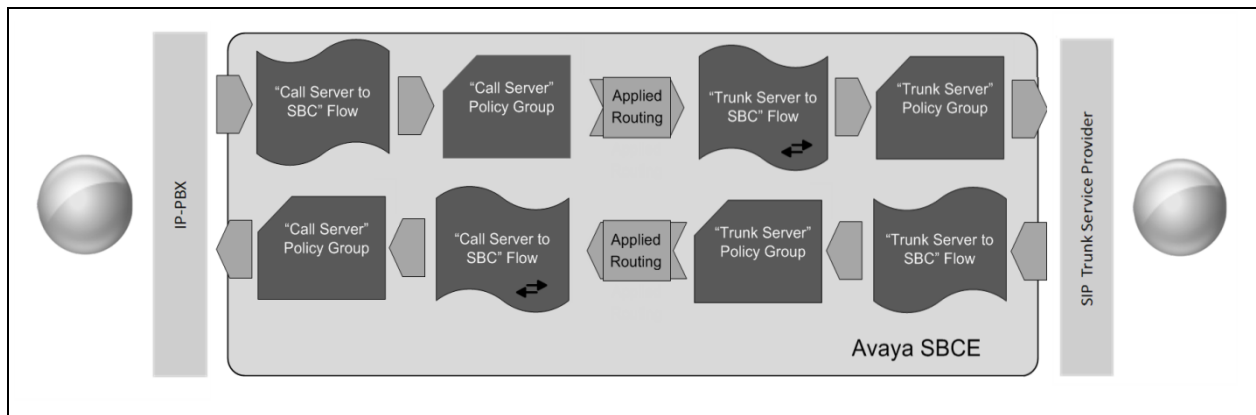 IP-PBX
“Call Server to
SBC” Flow
“Call Server”
Policy Group
Applied
Routing
“Trunk Server to
SBC” Flow
“Trunk Server”
Policy Group
“Call Server”
Policy Group
“Call Server to
SBC” Flow
Applied
Routing
“Trunk Server”
Policy Group
“Trunk Server to
SBC” Flow
Avaya SBCE
SIP Trunk Service Provider